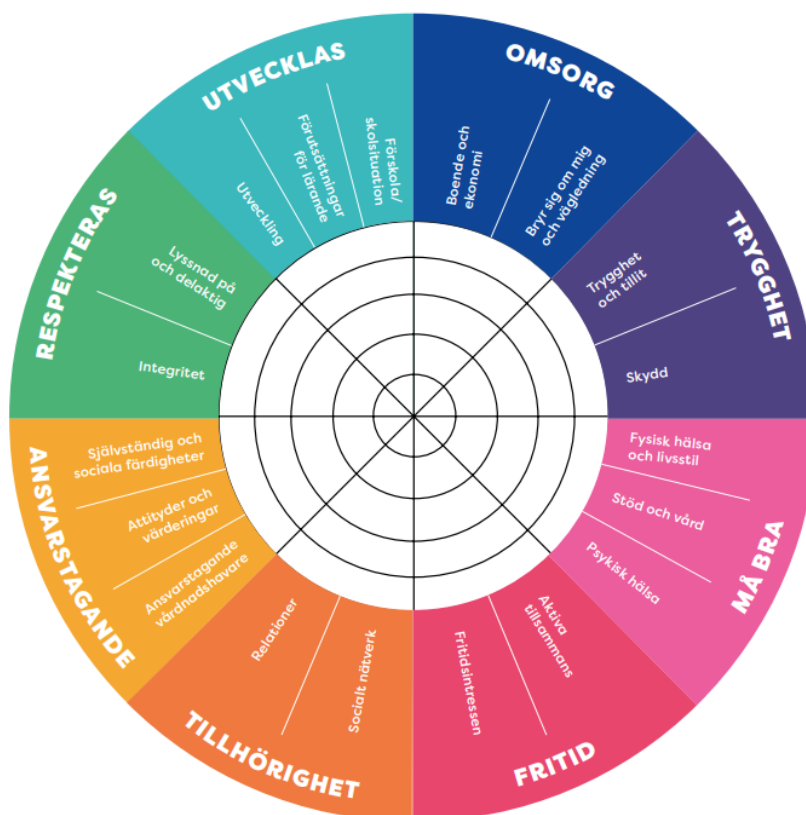 OMSORG
Boende och
ekonomi
Bryr sig om mig
och vägledning
TRYGGHET
Trygghet
och tillit
Skydd
MÅ BRA
Fysisk hälsa
och livsstil
Stöd och vård
Psykisk hälsa
FRITID
Aktiva
tillsammans
Fritidsintressen
TILLHÖRIGHET
Socialt nätverk
Relationer
ANSVARSTAGANDE
Ansvarstagande
vårdnadshavare
Attityder och
värderingar
Självständig och
sociala färdigheter
RESPEKTERAS
Integritet
Lyssnad på
och delaktig
UTVECKLAS
Utveckling
Förutsättningar
för lärande
Förskola/
skolsituation